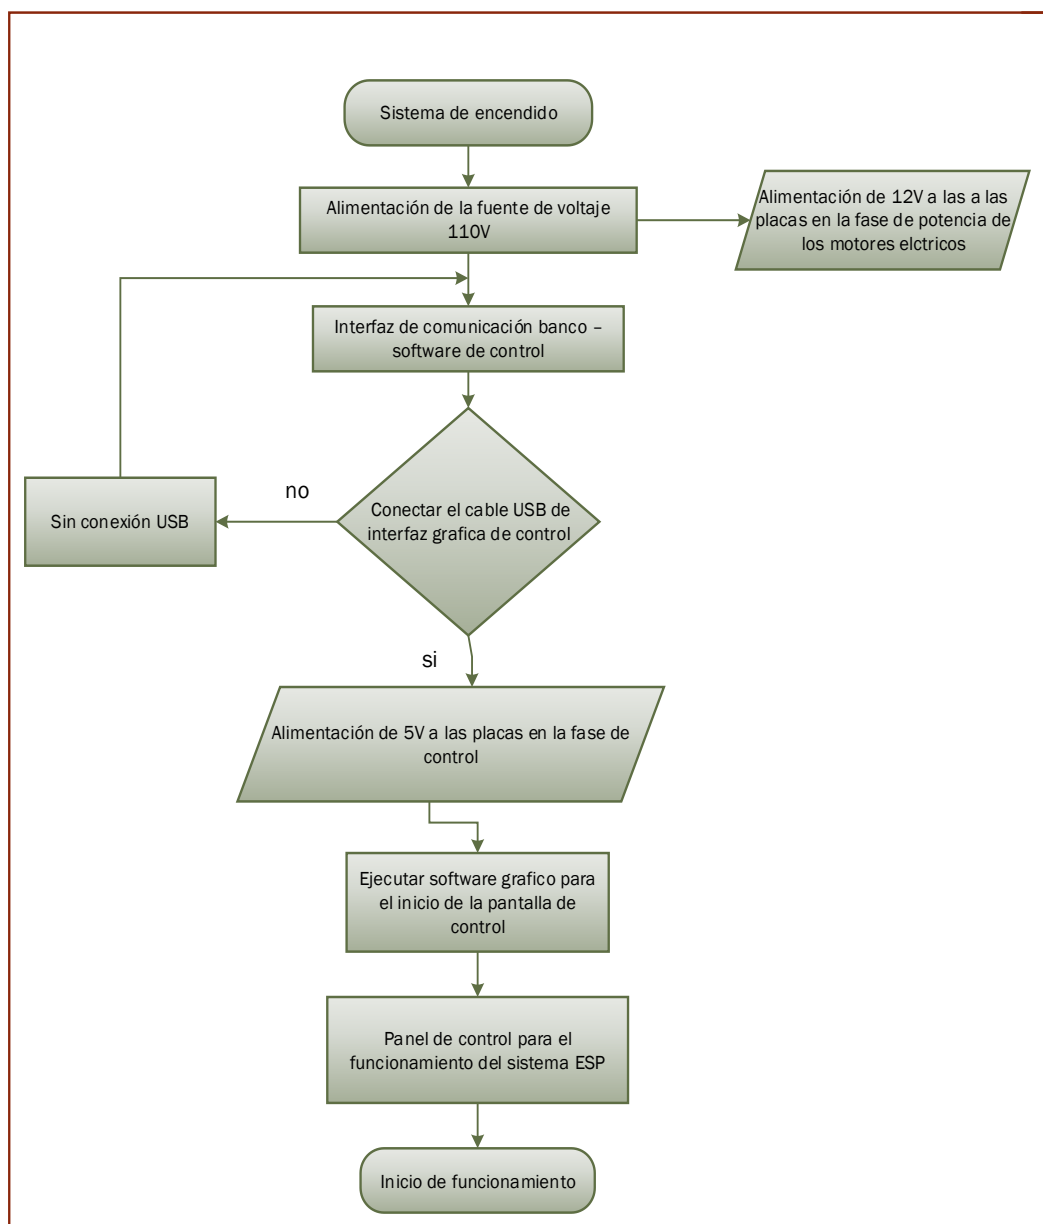 Sistema de encendido
Alimentación de la fuente de voltaje
110V
Alimentación de 12V a las a las
placas en la fase de potencia de
los motores elctricos
Interfaz de comunicación banco –
software de control
no
Sin conexión USB
Conectar el cable USB de
interfaz grafica de control
si
Alimentación de 5V a las placas en la fase de
control
Ejecutar software grafico para
el inicio de la pantalla de
control
Panel de control para el
funcionamiento del sistema ESP
Inicio de funcionamiento